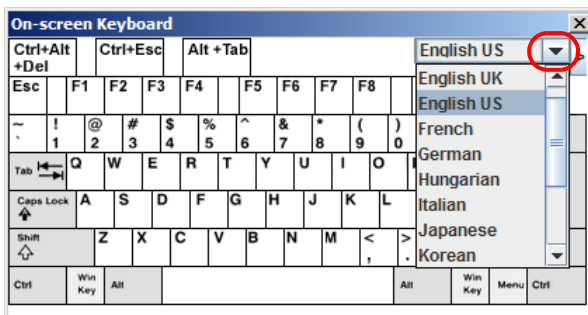 On-screen Keyboard
Ctrl+Alt +Del Ctrl+Esc Alt +Tab English US >
Esc F1 F2 F3 F4 F5 F6 F7 F8
~ ! @ # $ % ^ & * ( )
` 1 2 3 4 5 6 7 8 9 0
Tab Q W E R T Y U I O
Caps Lock A S D F G H J K L
Shift Z X C V B N M < >
, .
Ctrl Win Key Alt Alt Win Key Menu Ctrl
English UK
English US
French
German
Hungarian
Italian
Japanese
Korean